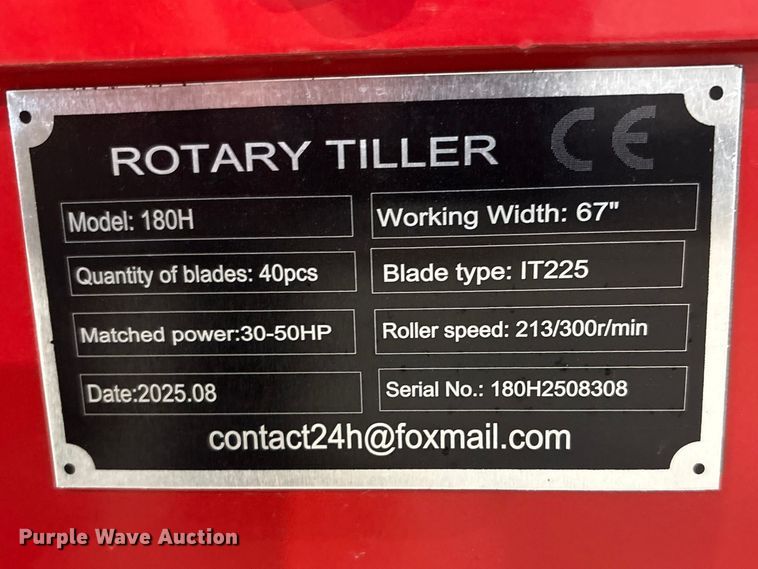 ROTARY TILLER CE
Model: 180H
Working Width: 67"
Quantity of blades: 40pcs
Blade type: IT225
Matched power:30-50HP
Roller speed: 213/300r/min
Date:2025.08
Serial No.: 180H2508308
contact24h@foxmail.com
Purple Wave Auction